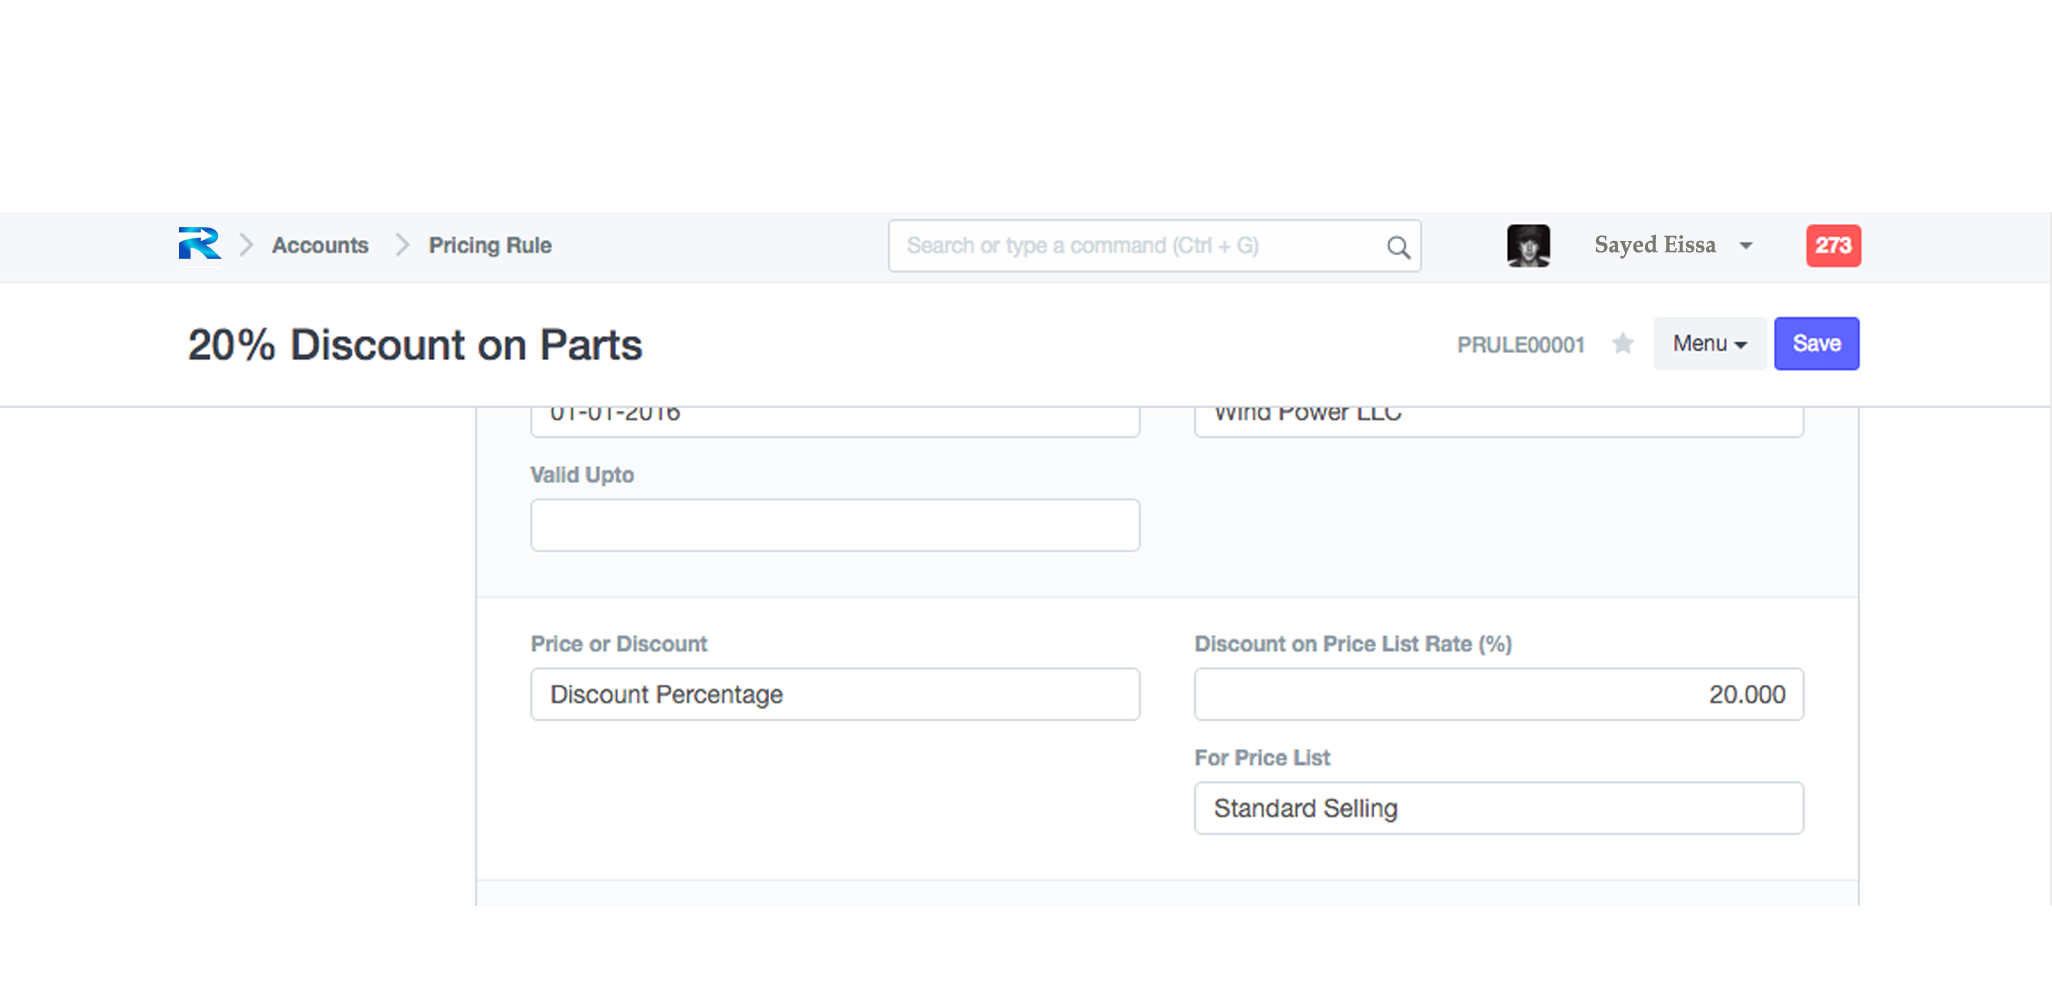 Accounts Pricing Rule Search or type a command (Ctrl + G) Sayed Eissa 273
20% Discount on Parts PRULE00001 Menu Save
01-01-2016 Wind Power LLC
Valid Upto
Price or Discount Discount on Price List Rate (%)
Discount Percentage 20.000
For Price List
Standard Selling